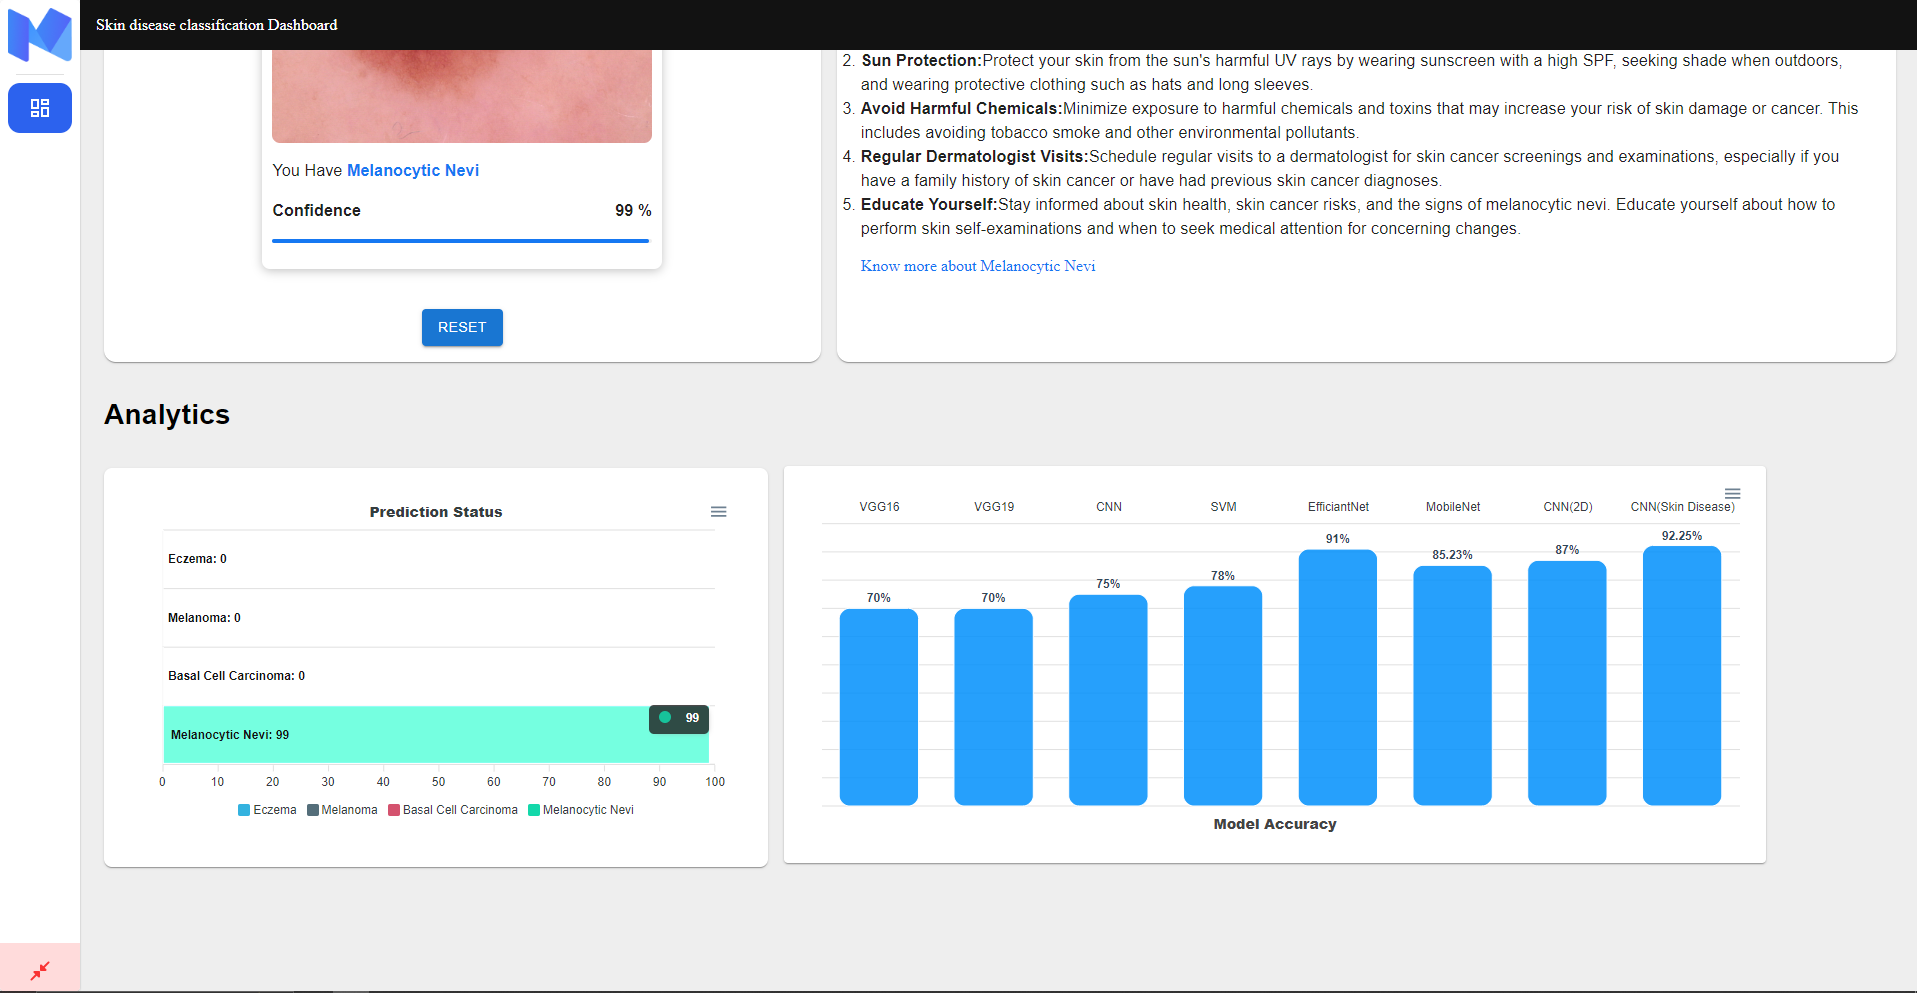 Skin disease classification Dashboard
You Have Melanocytic Nevi
Confidence 99 %
RESET
2. Sun Protection:Protect your skin from the sun's harmful UV rays by wearing sunscreen with a high SPF, seeking shade when outdoors,
and wearing protective clothing such as hats and long sleeves.
3. Avoid Harmful Chemicals:Minimize exposure to harmful chemicals and toxins that may increase your risk of skin damage or cancer. This
includes avoiding tobacco smoke and other environmental pollutants.
4. Regular Dermatologist Visits:Schedule regular visits to a dermatologist for skin cancer screenings and examinations, especially if you
have a family history of skin cancer or have had previous skin cancer diagnoses.
5. Educate Yourself:Stay informed about skin health, skin cancer risks, and the signs of melanocytic nevi. Educate yourself about how to
perform skin self-examinations and when to seek medical attention for concerning changes.
Know more about Melanocytic Nevi
Analytics
Prediction Status
Eczema: 0
Melanoma: 0
Basal Cell Carcinoma: 0
99
Melanocytic Nevi: 99
0 10 20 30 40 50 60 70 80 90 100
Eczema Melanoma Basal Cell Carcinoma Melanocytic Nevi
VGG16 VGG19 CNN SVM EfficiantNet MobileNet CNN(2D) CNN(Skin Disease)
70% 70% 75% 78% 91% 85.23% 87% 92.25%
Model Accuracy